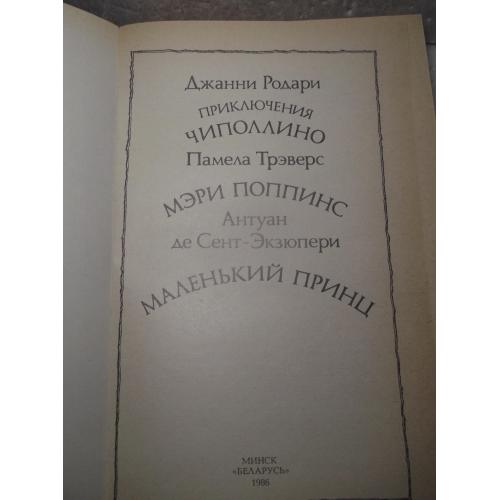 Джанни Родари
ПРИКЛЮЧЕНИЯ
ЧИПОЛЛИНО
Памела Трэверс
МЭРИ ПОППИНС
Антуан
де Сент-Экзюпери
МАЛЕНЬКИЙ ПРИНЦ
МИНСК
«БЕЛАРУСЬ»
1986